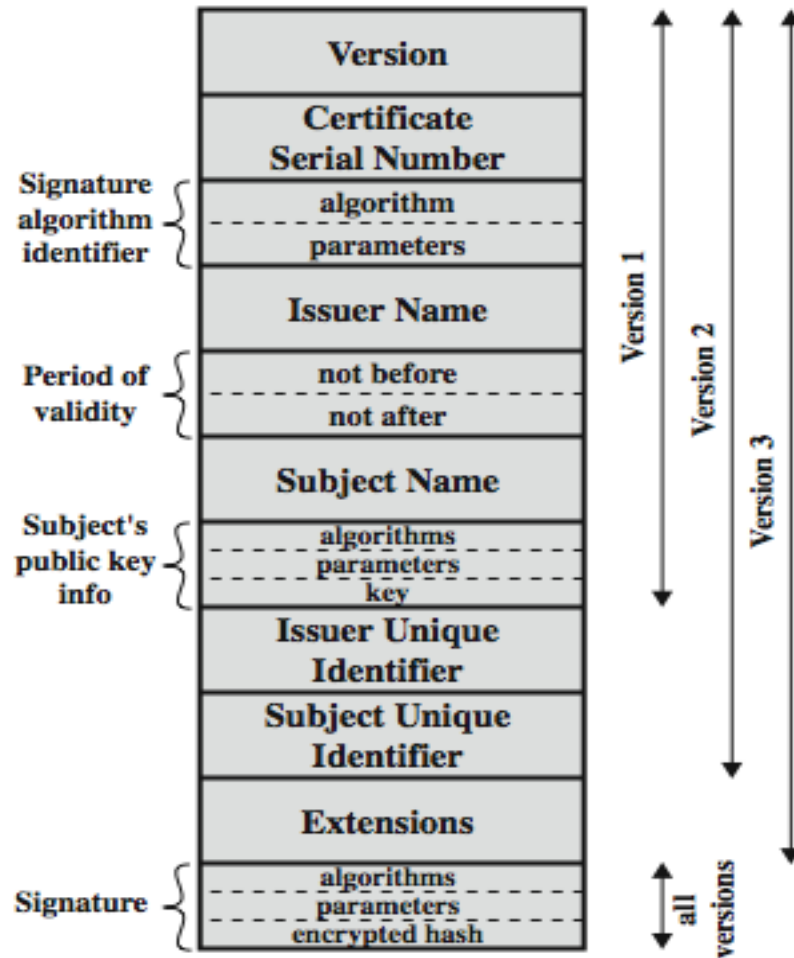 Version
Certificate
Serial Number
Signature
algorithm
identifier
algorithm
parameters
Issuer Name
Period of
validity
not before
not after
Subject Name
Subject's
public key
info
algorithms
parameters
key
Issuer Unique
Identifier
Subject Unique
Identifier
Extensions
Signature
algorithms
parameters
encrypted hash
Version 1
Version 2
Version 3
all
versions